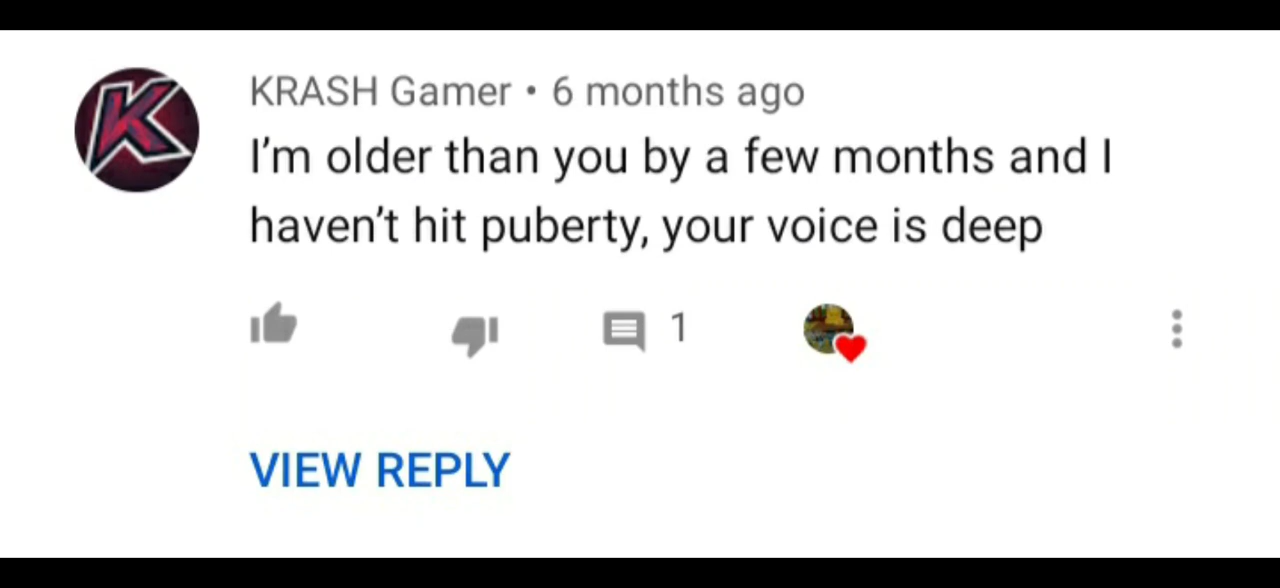 KRASH Gamer • 6 months ago
I'm older than you by a few months and I
haven't hit puberty, your voice is deep
1
VIEW REPLY